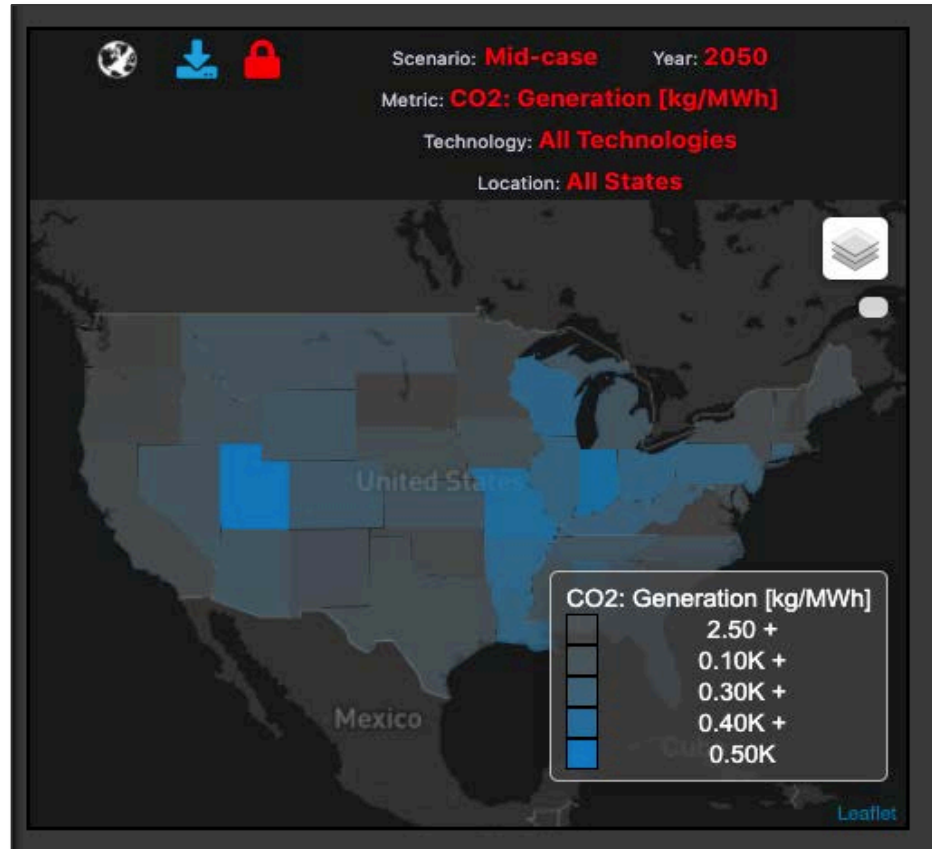 Scenario: Mid-case Year: 2050
Metric: CO2: Generation [kg/MWh]
Technology: All Technologies
Location: All States
United States
Mexico
CO2: Generation [kg/MWh]
2.50 +
0.10K +
0.30K +
0.40K +
0.50K
Leaflet